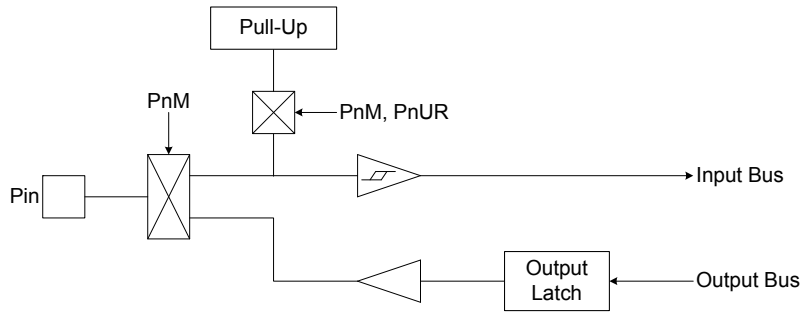 Pull-Up
PnM
PnM, PnUR
Pin
Input Bus
Output
Latch
Output Bus